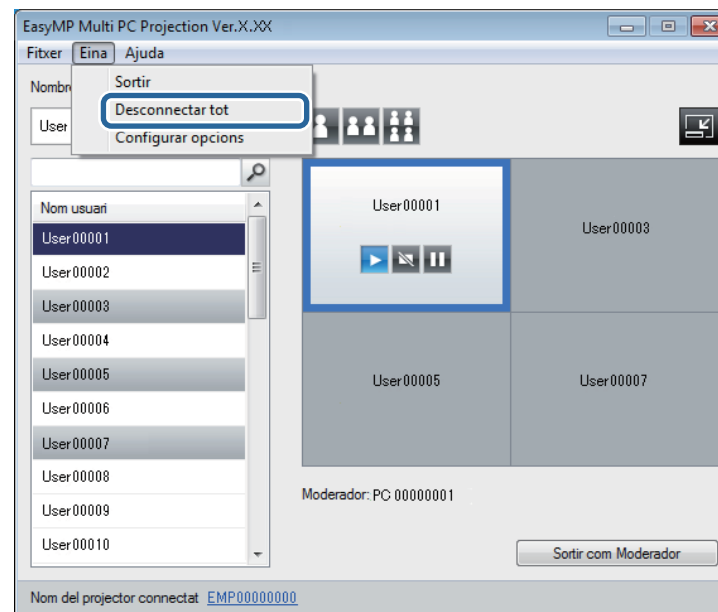 EasyMP Multi PC Projection Ver.X.XX
Fitxer Eina Ajuda
Sortir
Desconnectar tot
Configurar opcions
Nombr
User
Nom usuari
User00001
User00002
User00003
User00004
User00005
User00006
User00007
User00008
User00009
User00010
User00001
User00003
User00005
User00007
Moderador: PC 00000001
Sortir com Moderador
Nom del projector connectat EMP00000000